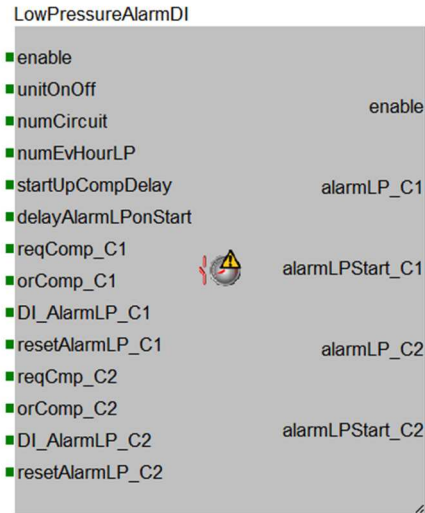 LowPressureAlarmDI
enable
unitOnOff
numCircuit
numEvHourLP
startUpCompDelay
delayAlarmLPonStart
reqComp_C1
orComp_C1
DI_AlarmLP_C1
resetAlarmLP_C1
reqCmp_C2
orComp_C2
DI_AlarmLP_C2
resetAlarmLP_C2
enable
alarmLP_C1
alarmLPStart_C1
alarmLP_C2
alarmLPStart_C2